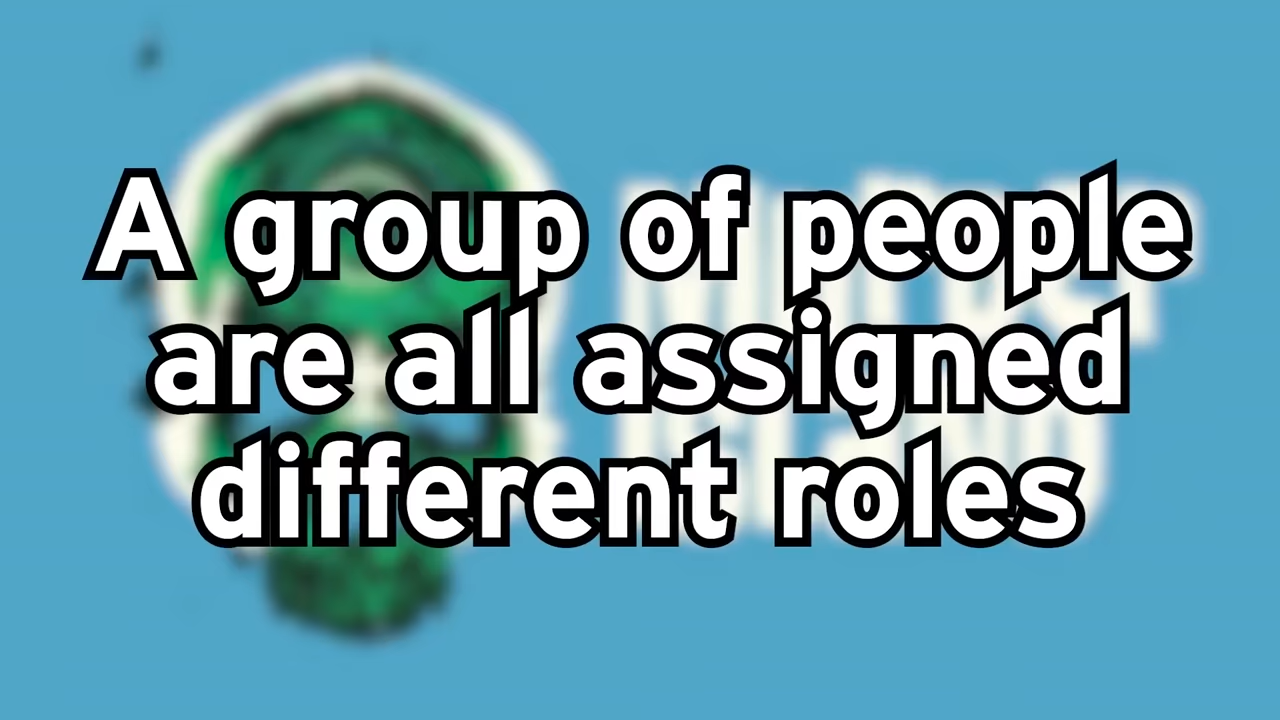 A group of people
are all assigned
different roles